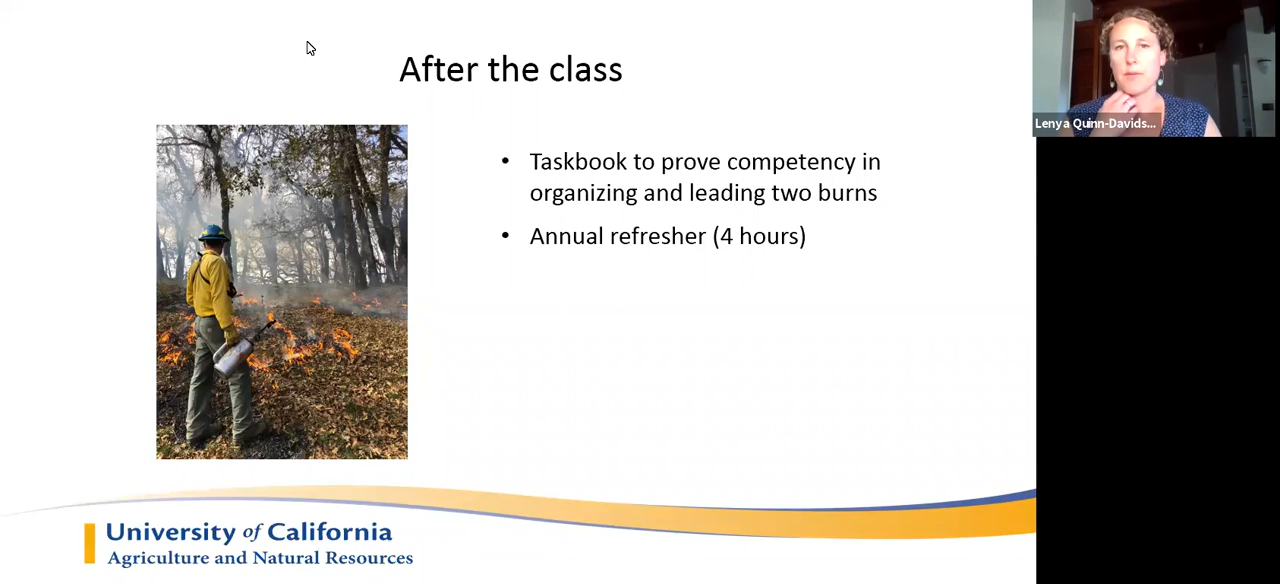 After the class
Lenya Quinn-Davids...
• Taskbook to prove competency in
organizing and leading two burns
• Annual refresher (4 hours)
University of California
Agriculture and Natural Resources